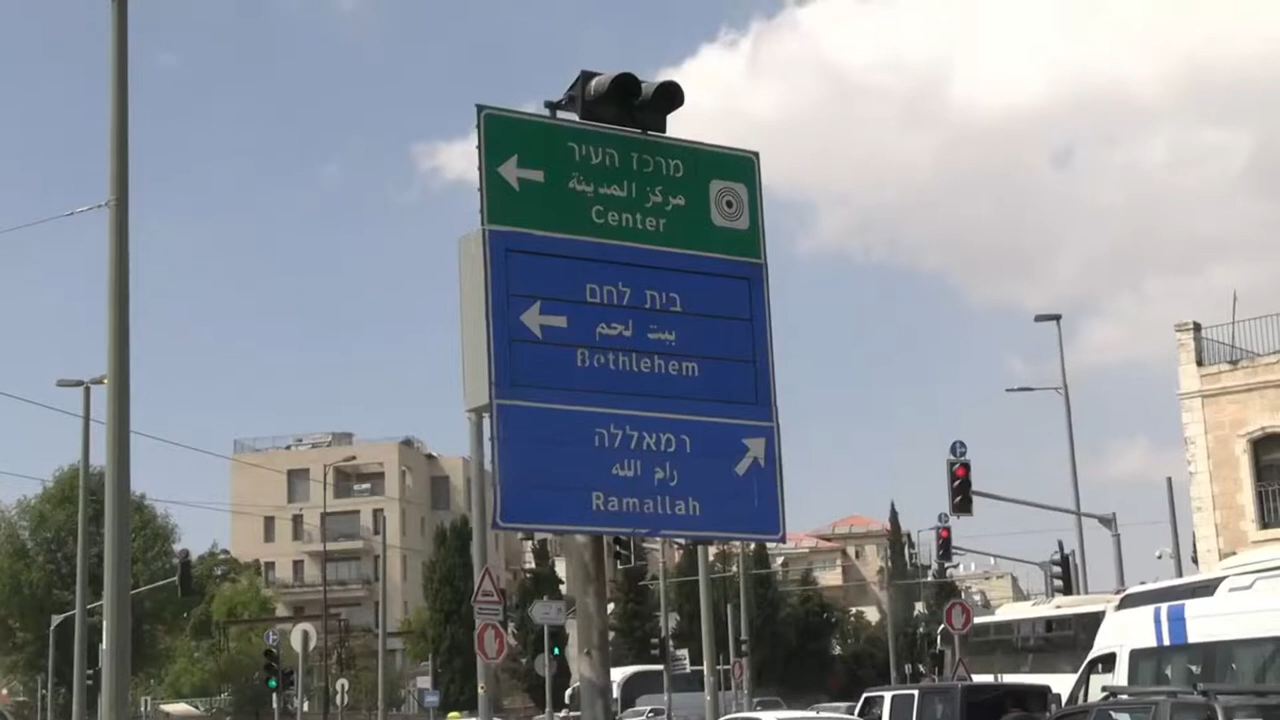 מרכז העיר
مركز المدينة
Center
בית לחם
بيت لحم
Bethlehem
רמאללה
رام الله
Ramallah